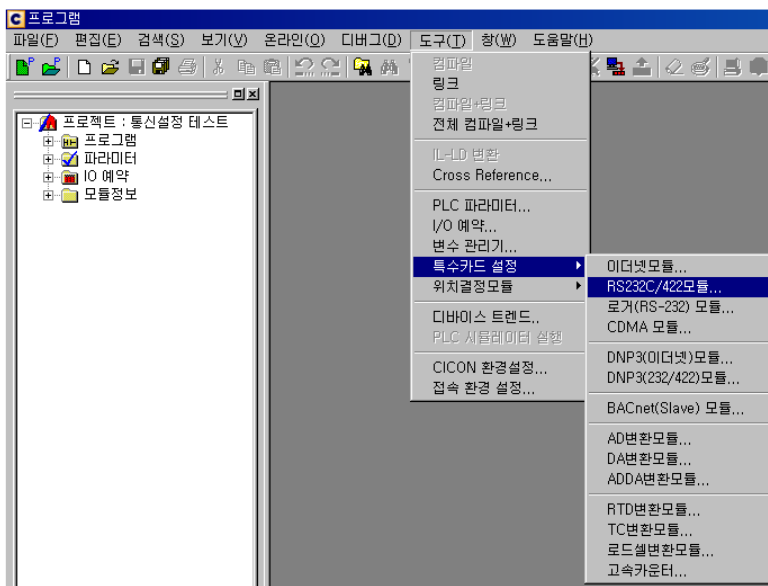 C 프로그램
파일(F) 편집(E) 검색(S) 보기(V) 온라인(O) 디버그(D) 도구(T) 창(W) 도움말(H)
프로젝트 : 통신설정 테스트
프로그램
파라미터
IO 예약
모듈정보
컴파일
링크
컴파일+링크
전체 컴파일+링크
IL-LD 변환
Cross Reference...
PLC 파라미터...
I/O 예약...
변수 관리기...
특수카드 설정
위치결정모듈
디바이스 트렌드..
PLC 시뮬레이터 실행
CICON 환경설정...
접속 환경 설정...
이더넷모듈...
RS232C/422모듈...
로거(RS-232) 모듈...
CDMA 모듈...
DNP3(이더넷)모듈...
DNP3(232/422)모듈...
BACnet(Slave) 모듈...
AD변환모듈...
DA변환모듈...
ADDA변환모듈...
RTD변환모듈...
TC변환모듈...
로드셀변환모듈...
고속카운터...